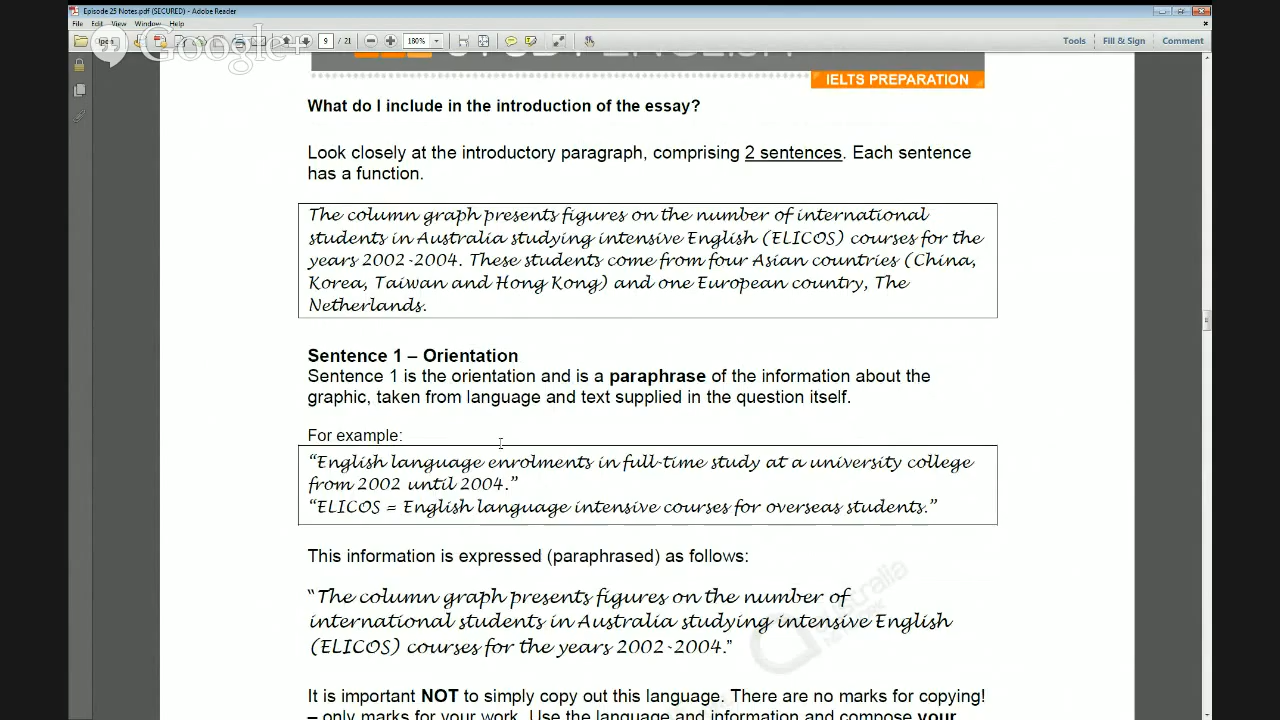 Episode 25 Notes.pdf (SECURED) - Adobe Reader
File Edit View Window Help
Open 9 / 21 180% Tools Fill & Sign Comment
Google+
STUDY ENGLISH
IELTS PREPARATION
What do I include in the introduction of the essay?
Look closely at the introductory paragraph, comprising 2 sentences. Each sentence
has a function.
The column graph presents figures on the number of international
students in Australia studying intensive English (ELICOS) courses for the
years 2002-2004. These students come from four Asian countries (China,
Korea, Taiwan and Hong Kong) and one European country, The
Netherlands.
Sentence 1 – Orientation
Sentence 1 is the orientation and is a paraphrase of the information about the
graphic, taken from language and text supplied in the question itself.
For example:
“English language enrolments in full-time study at a university college
from 2002 until 2004.”
“ELICOS = English language intensive courses for overseas students.”
This information is expressed (paraphrased) as follows:
“The column graph presents figures on the number of
international students in Australia studying intensive English
(ELICOS) courses for the years 2002-2004.”
It is important NOT to simply copy out this language. There are no marks for copying!
– only marks for your work. Use the language and information and compose your
australia